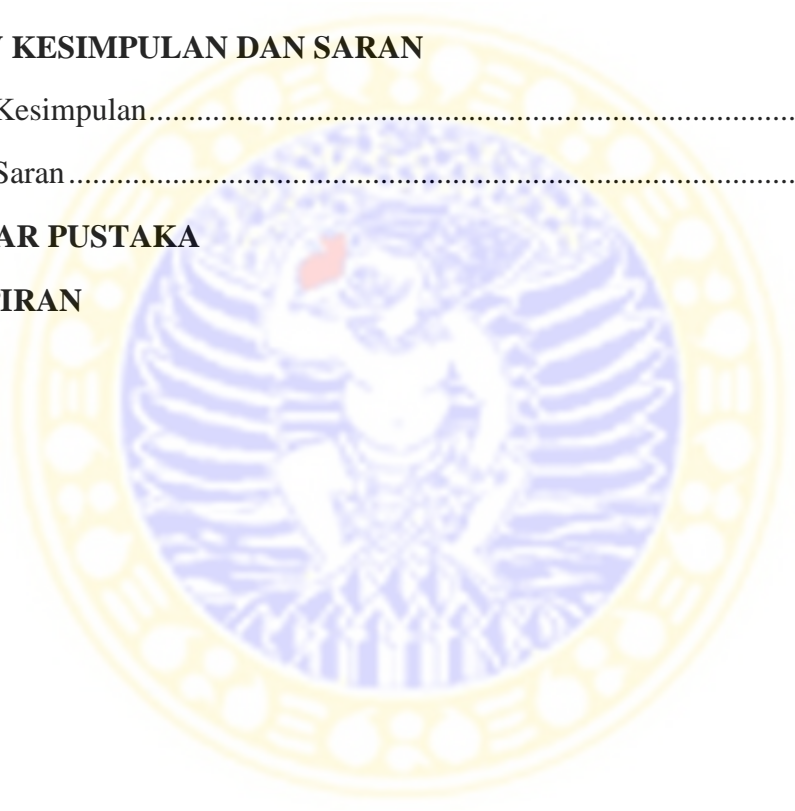 KESIMPULAN DAN SARAN
Kesimpulan................................................................................
Saran...........................................................................................
AR PUSTAKA
IRAN